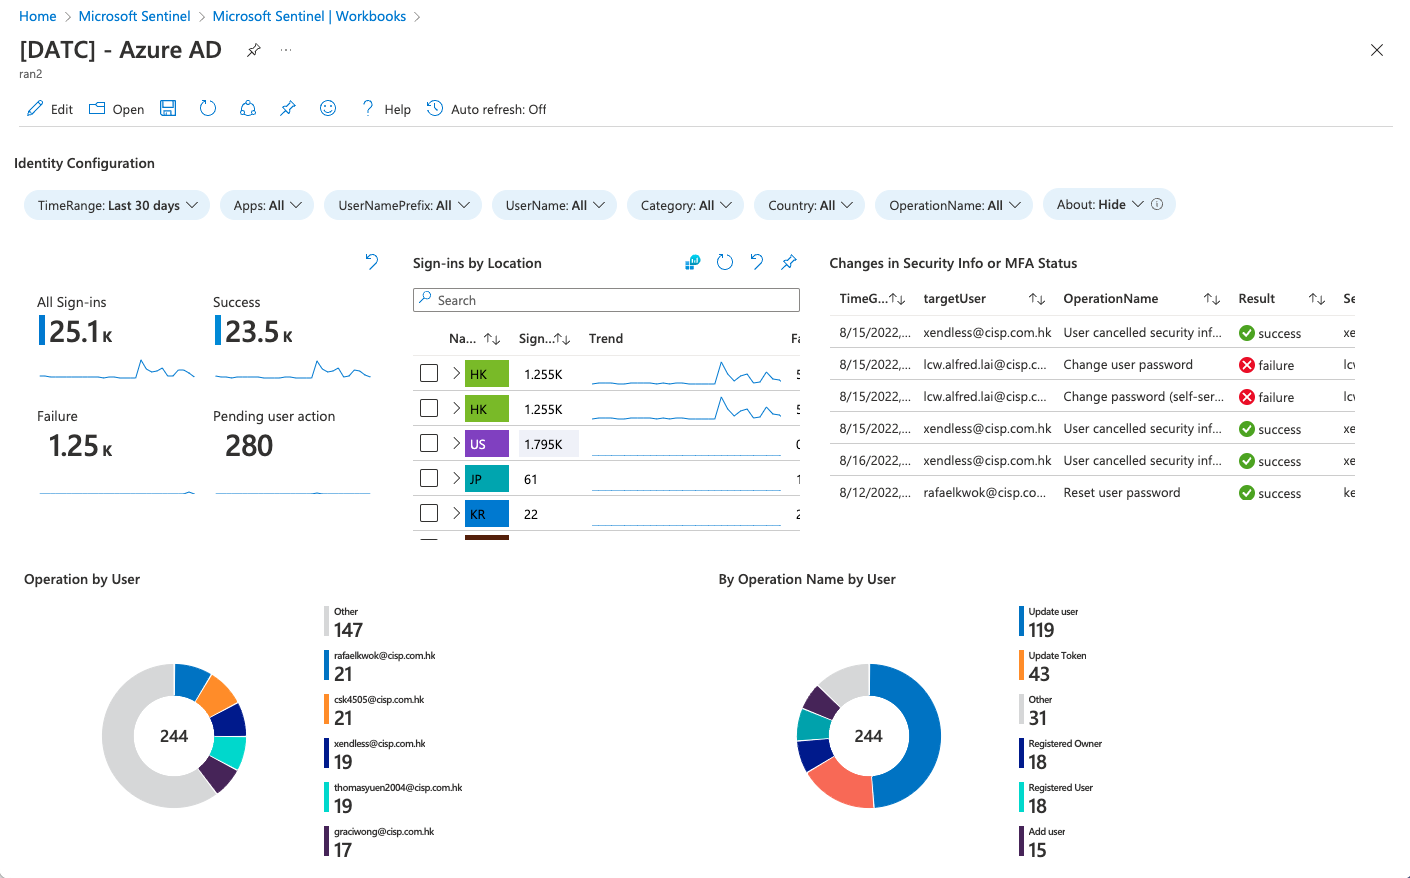 Home > Microsoft Sentinel > Microsoft Sentinel | Workbooks >
[DATC] - Azure AD ...
ran2
Edit Open ? Help Auto refresh: Off
Identity Configuration
TimeRange: Last 30 days Apps: All UserNamePrefix: All UserName: All Category: All Country: All OperationName: All About: Hide
All Sign-ins
25.1 K
Success
23.5 K
Failure
1.25 K
Pending user action
280
Sign-ins by Location
Search
Na... Sign... Trend Fa
HK 1.255K 5
HK 1.255K 5
US 1.795K 0
JP 61 1
KR 22 2
Changes in Security Info or MFA Status
TimeG... targetUser OperationName Result Se
8/15/2022,... xendless@cisp.com.hk User cancelled security inf... success xe
8/15/2022,... lcw.alfred.lai@cisp.c... Change user password failure lcv
8/15/2022,... lcw.alfred.lai@cisp.c... Change password (self-ser... failure lcv
8/15/2022,... xendless@cisp.com.hk User cancelled security inf... success xe
8/16/2022,... xendless@cisp.com.hk User cancelled security inf... success xe
8/12/2022,... rafaelkwok@cisp.co... Reset user password success ke
Operation by User
244
Other
147
rafaelkwok@cisp.com.hk
21
csk4505@cisp.com.hk
21
xendless@cisp.com.hk
19
thomasyuen2004@cisp.com.hk
19
graciwong@cisp.com.hk
17
By Operation Name by User
244
Update user
119
Update Token
43
Other
31
Registered Owner
18
Registered User
18
Add user
15